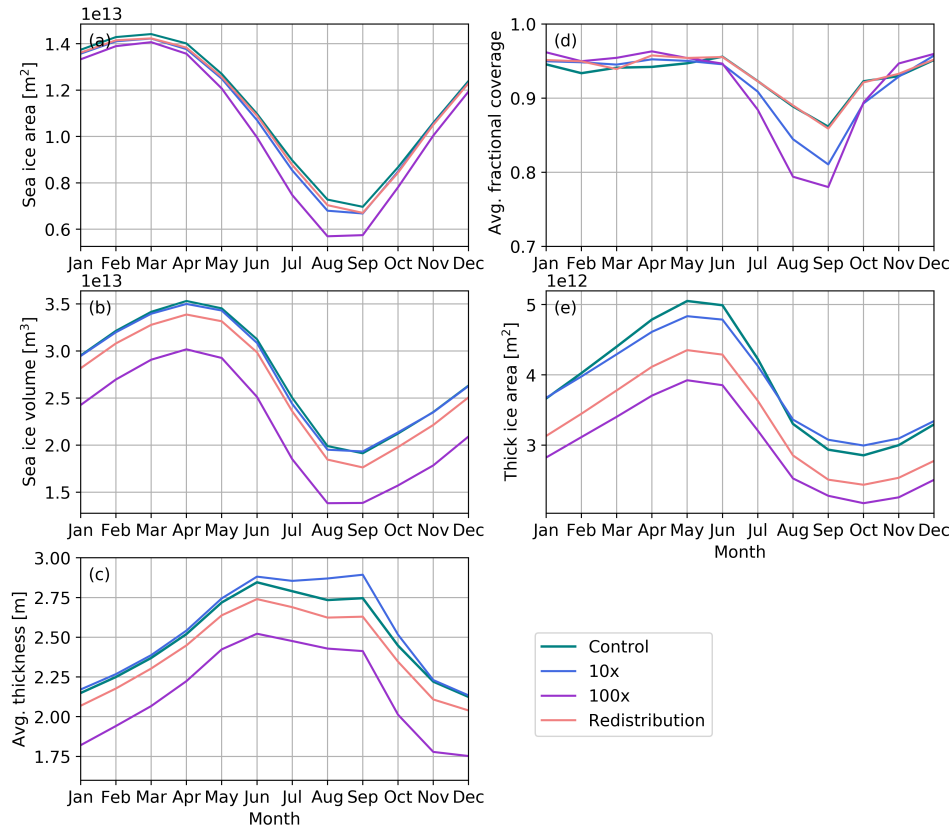 1e13
(a)
Sea ice area [m²]
1.4
1.2
1.0
0.8
0.6
Jan Feb Mar Apr May Jun Jul Aug Sep Oct Nov Dec
(d)
Avg. fractional coverage
1.0
0.9
0.8
0.7
Jan Feb Mar Apr May Jun Jul Aug Sep Oct Nov Dec
1e13
(b)
Sea ice volume [m³]
3.5
3.0
2.5
2.0
1.5
Jan Feb Mar Apr May Jun Jul Aug Sep Oct Nov Dec
1e12
(e)
Thick ice area [m²]
5
4
3
Jan Feb Mar Apr May Jun Jul Aug Sep Oct Nov Dec
Month
(c)
Avg. thickness [m]
3.00
2.75
2.50
2.25
2.00
1.75
Jan Feb Mar Apr May Jun Jul Aug Sep Oct Nov Dec
Month
Control
10x
100x
Redistribution